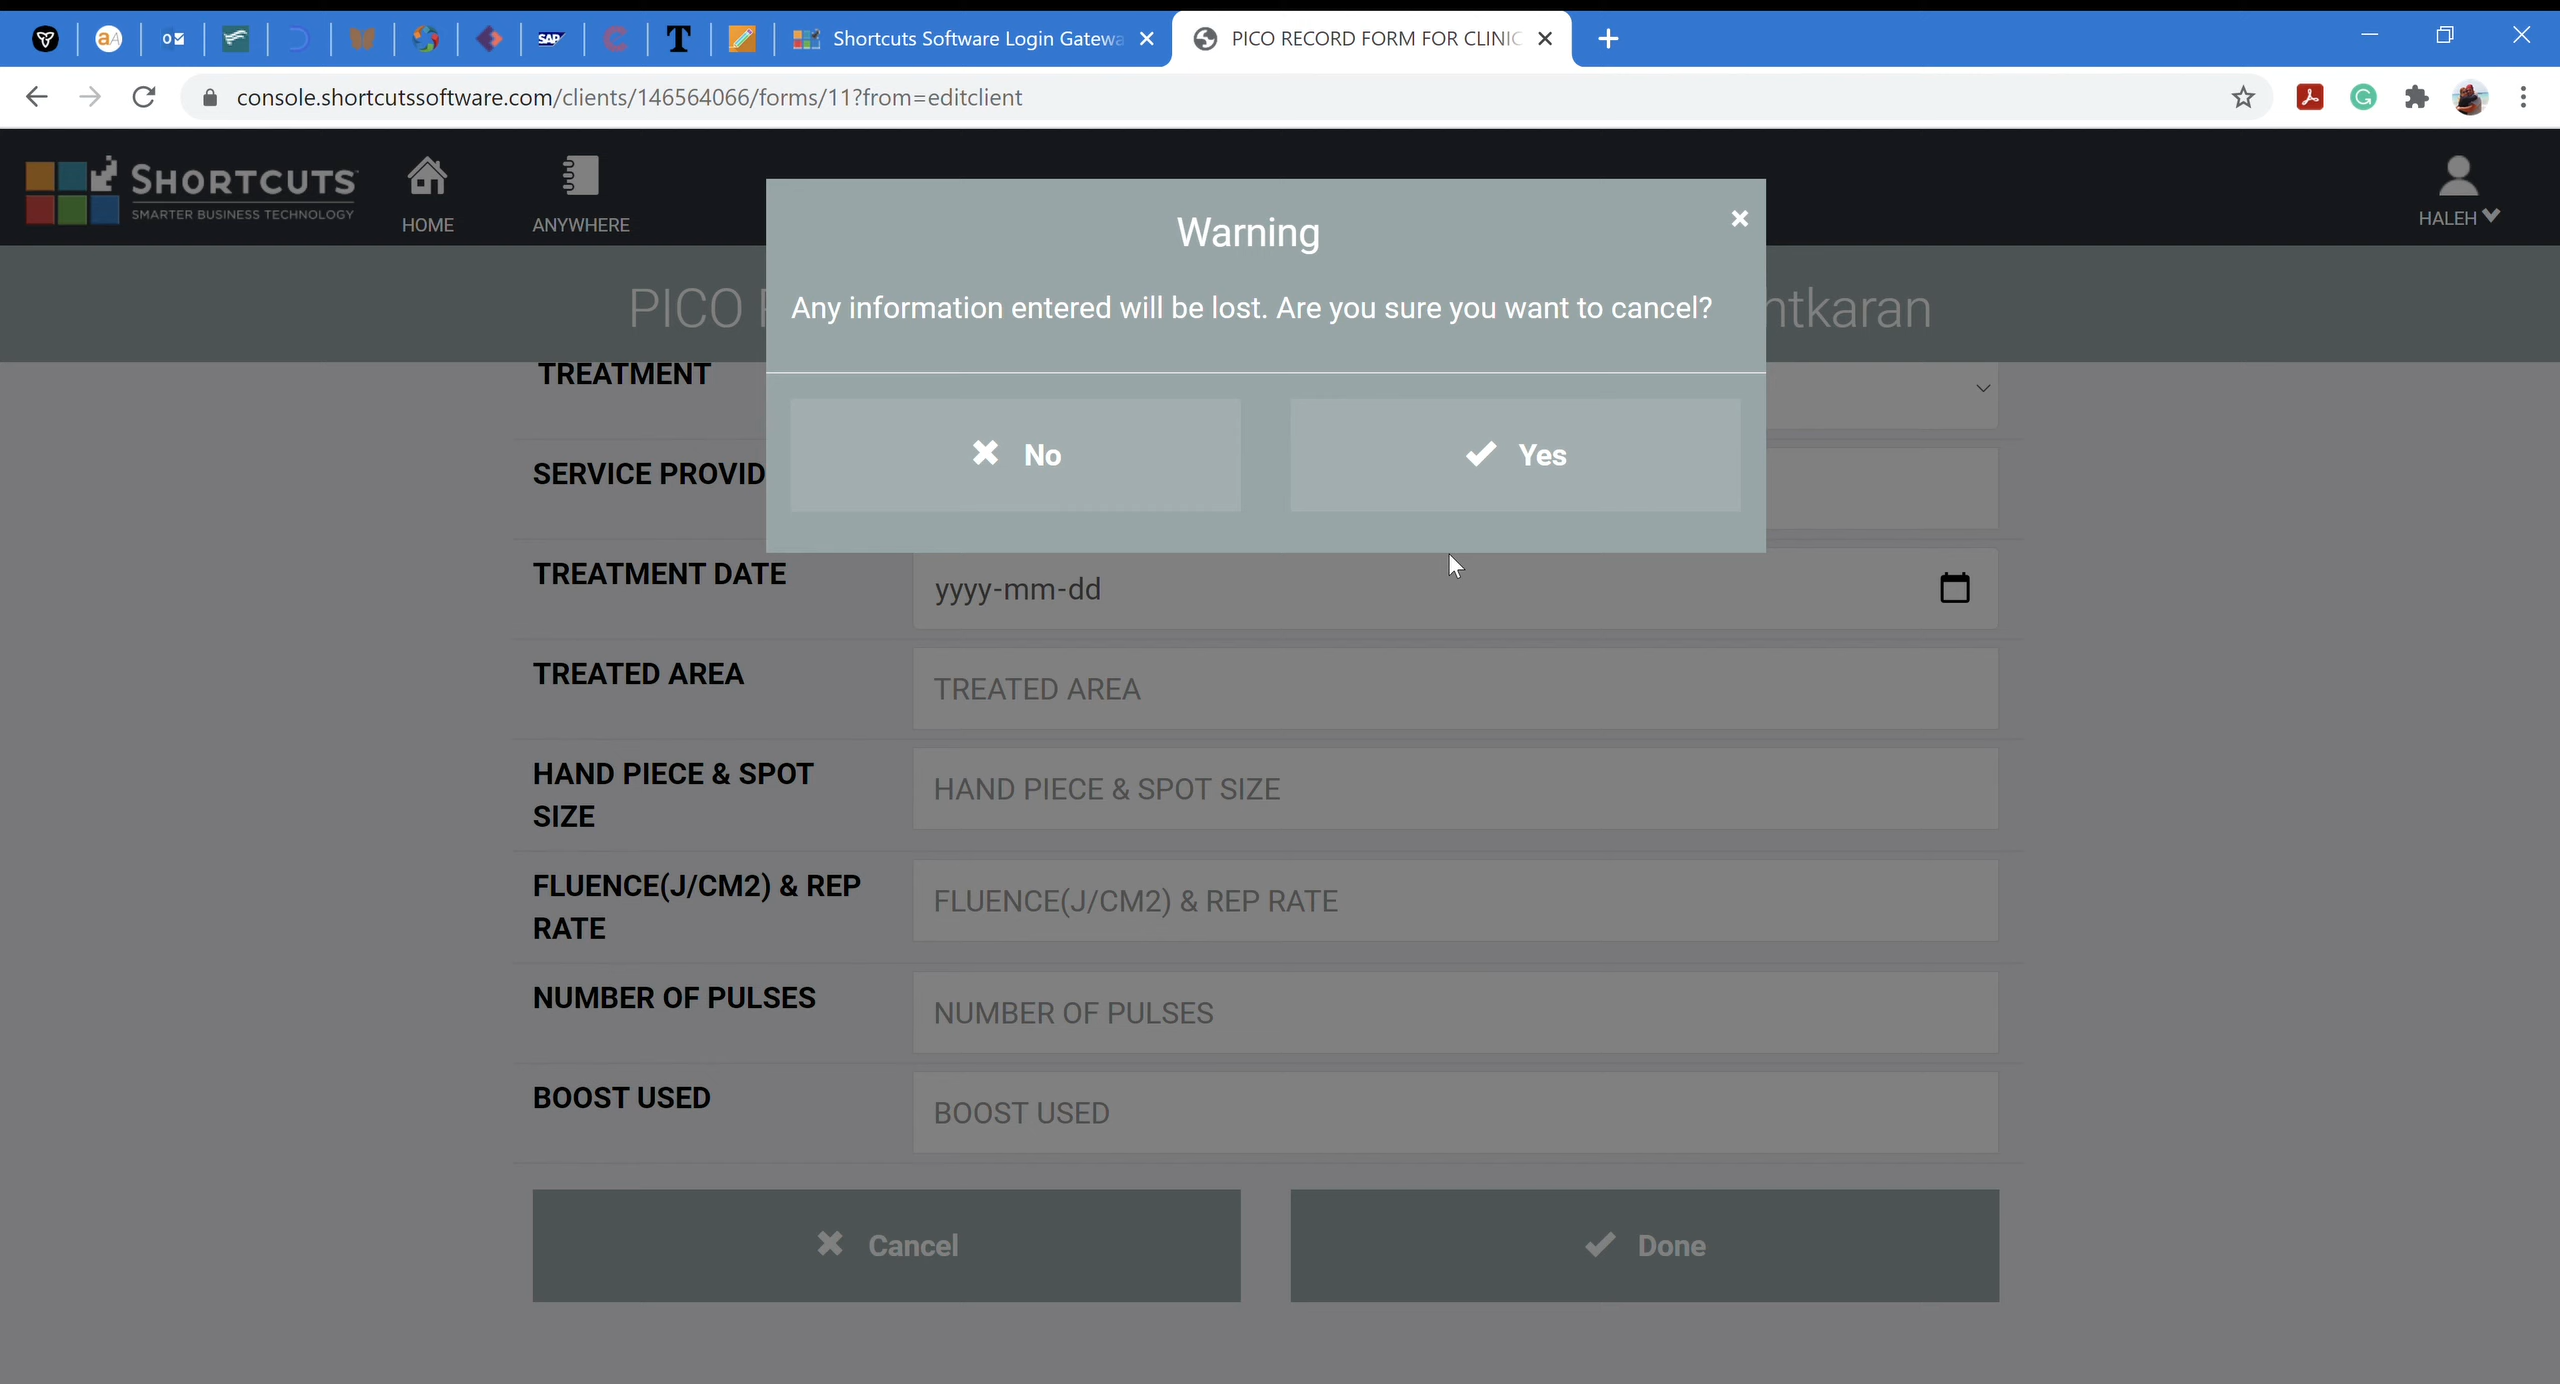 SAP
T
Shortcuts Software Login Gatewa
PICO RECORD FORM FOR CLINIC
console.shortcutssoftware.com/clients/146564066/forms/11?from=editclient
SHORTCUTS
SMARTER BUSINESS TECHNOLOGY
HOME
ANYWHERE
HALEH
Warning
Any information entered will be lost. Are you sure you want to cancel?
No
Yes
PICO
ntkaran
TREATMENT
SERVICE PROVID
TREATMENT DATE
yyyy-mm-dd
TREATED AREA
TREATED AREA
HAND PIECE & SPOT
SIZE
HAND PIECE & SPOT SIZE
FLUENCE(J/CM2) & REP
RATE
FLUENCE(J/CM2) & REP RATE
NUMBER OF PULSES
NUMBER OF PULSES
BOOST USED
BOOST USED
Cancel
Done